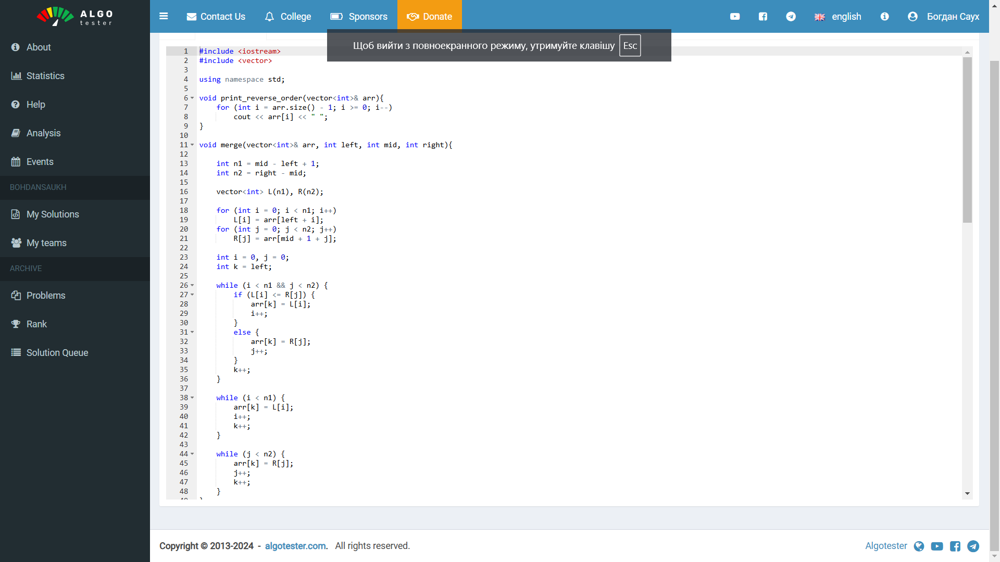 ALGO
tester
Contact Us
College
Sponsors
Donate
english
Богдан Саух
About
Statistics
Help
Analysis
Events
BOHDANSAUKH
My Solutions
My teams
ARCHIVE
Problems
Rank
Solution Queue
Щоб вийти з повноекранного режиму, утримуйте клавішу Esc
1 #include <iostream>
2 #include <vector>
3
4 using namespace std;
5
6 void print_reverse_order(vector<int>& arr){
7     for (int i = arr.size() - 1; i >= 0; i--)
8         cout << arr[i] << " ";
9 }
10
11 void merge(vector<int>& arr, int left, int mid, int right){
12
13     int n1 = mid - left + 1;
14     int n2 = right - mid;
15
16     vector<int> L(n1), R(n2);
17
18     for (int i = 0; i < n1; i++)
19         L[i] = arr[left + i];
20     for (int j = 0; j < n2; j++)
21         R[j] = arr[mid + 1 + j];
22
23     int i = 0, j = 0;
24     int k = left;
25
26     while (i < n1 && j < n2) {
27         if (L[i] <= R[j]) {
28             arr[k] = L[i];
29             i++;
30         }
31         else {
32             arr[k] = R[j];
33             j++;
34         }
35         k++;
36     }
37
38     while (i < n1) {
39         arr[k] = L[i];
40         i++;
41         k++;
42     }
43
44     while (j < n2) {
45         arr[k] = R[j];
46         j++;
47         k++;
48     }
49 }
Copyright © 2013-2024 - algotester.com. All rights reserved.
Algotester